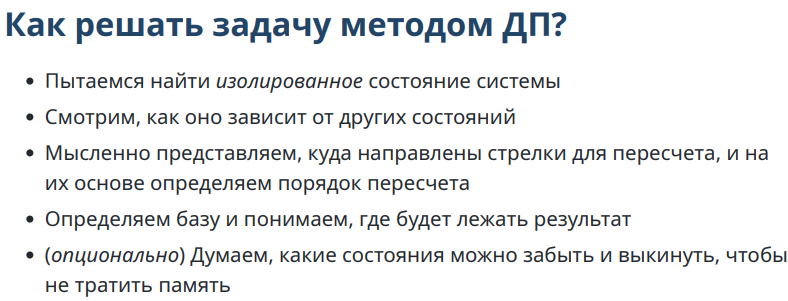 Как решать задачу методом ДП?
• Пытаемся найти изолированное состояние системы
• Смотрим, как оно зависит от других состояний
• Мысленно представляем, куда направлены стрелки для пересчета, и на
их основе определяем порядок пересчета
• Определяем базу и понимаем, где будет лежать результат
• (опционально) Думаем, какие состояния можно забыть и выкинуть, чтобы
не тратить память